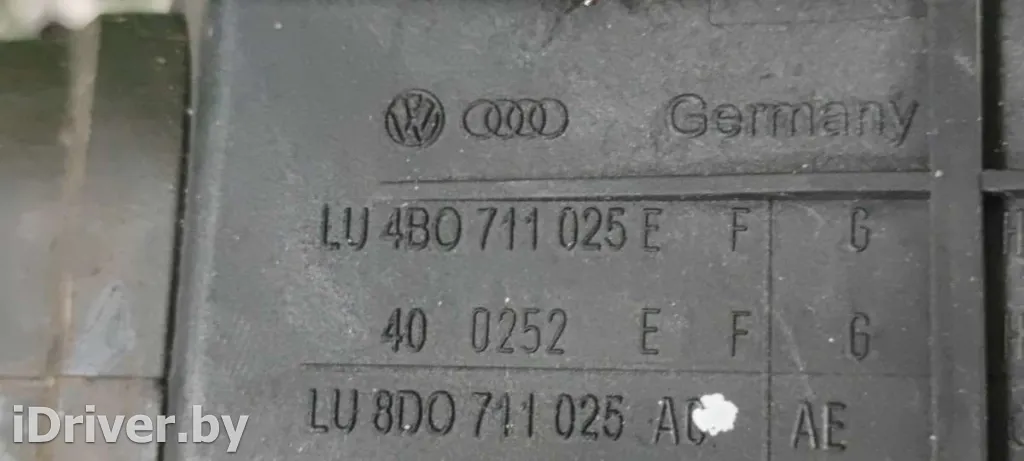 Germany
LU 4B0 711 025 E F G H
40 0252 E F G H
LU 8D0 711 025 AE
iDriver.by